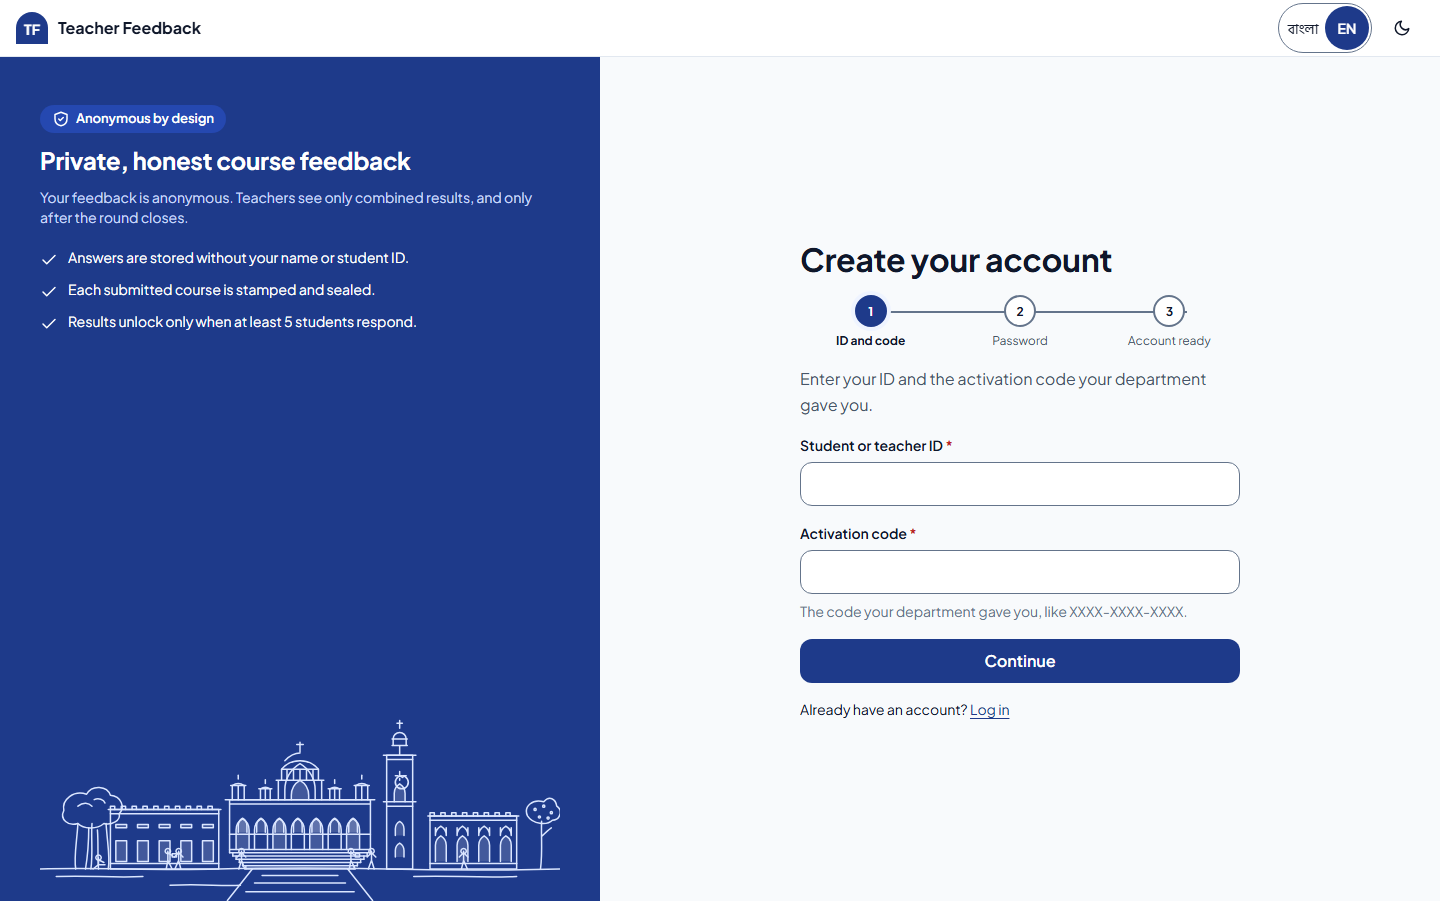 TF Teacher Feedback
বাংলা EN
Anonymous by design
Private, honest course feedback
Your feedback is anonymous. Teachers see only combined results, and only
after the round closes.
Answers are stored without your name or student ID.
Each submitted course is stamped and sealed.
Results unlock only when at least 5 students respond.
Create your account
1 2 3
ID and code Password Account ready
Enter your ID and the activation code your department
gave you.
Student or teacher ID *
Activation code *
The code your department gave you, like XXXX-XXXX-XXXX.
Continue
Already have an account? Log in